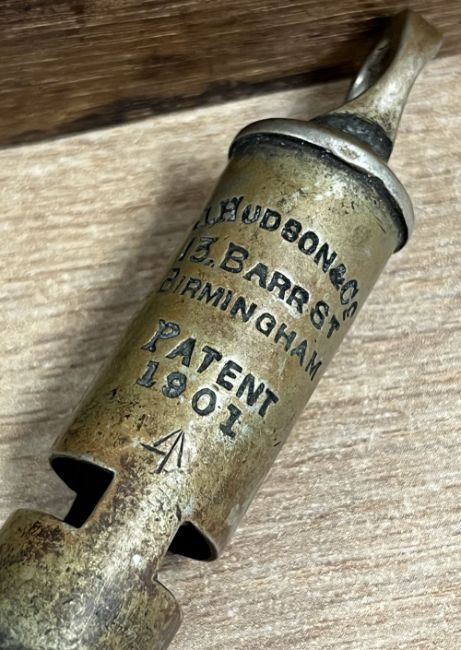 J. HUDSON & CO
13, BARR ST
BIRMINGHAM
PATENT
1901